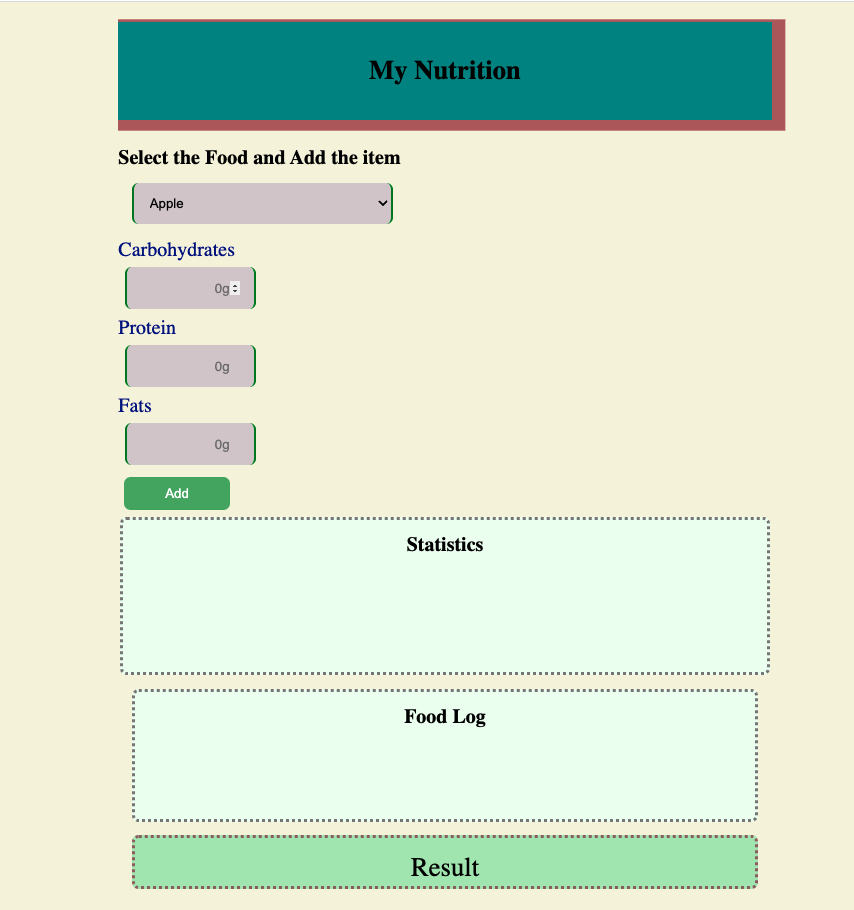 My Nutrition
Select the Food and Add the item
Apple
Carbohydrates
0g
Protein
0g
Fats
0g
Add
Statistics
Food Log
Result